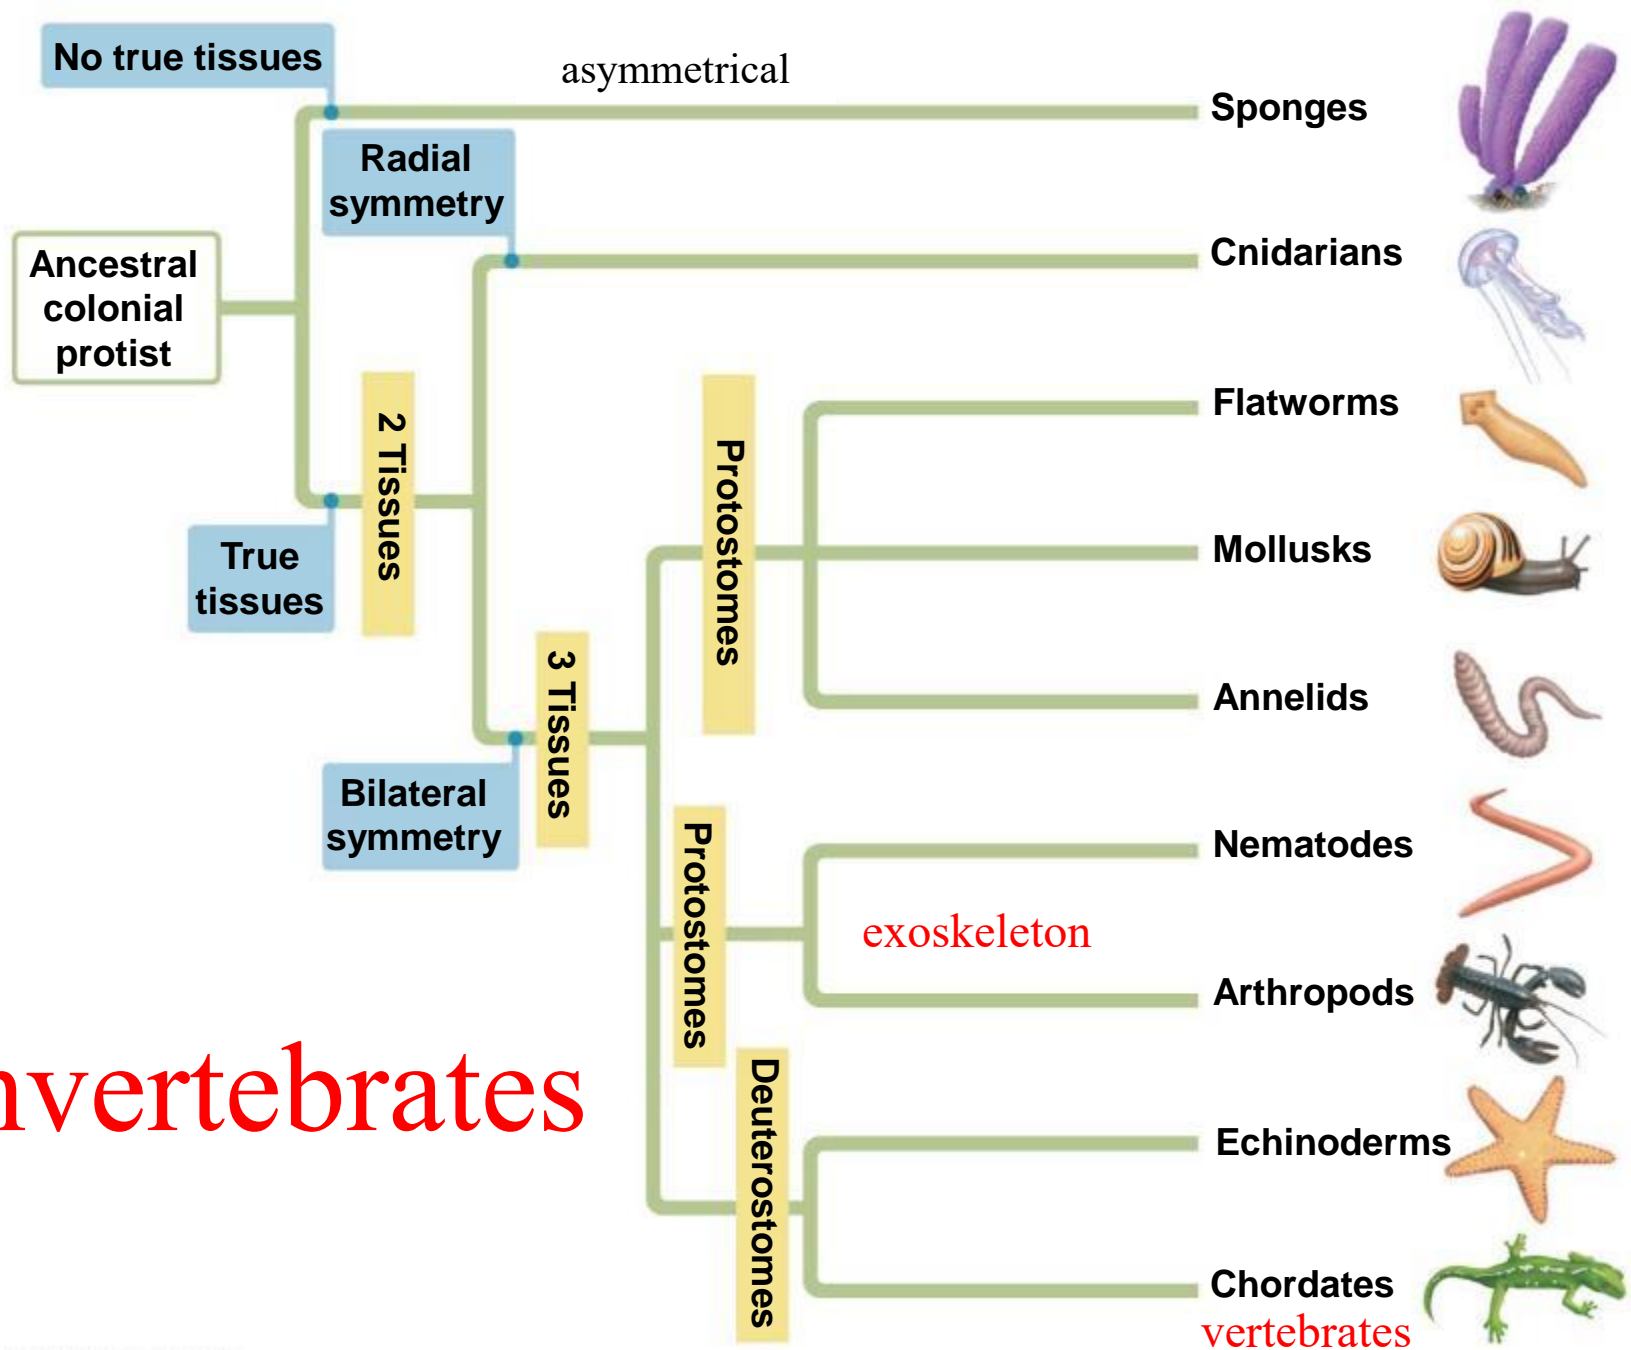 No true tissues
asymmetrical
Sponges
Radial
symmetry
Cnidarians
Ancestral
colonial
protist
2 Tissues
Protostomes
Flatworms
True
tissues
Mollusks
3 Tissues
Annelids
Bilateral
symmetry
Protostomes
Nematodes
exoskeleton
Arthropods
nvertebrates
Deuterostomes
Echinoderms
Chordates
vertebrates